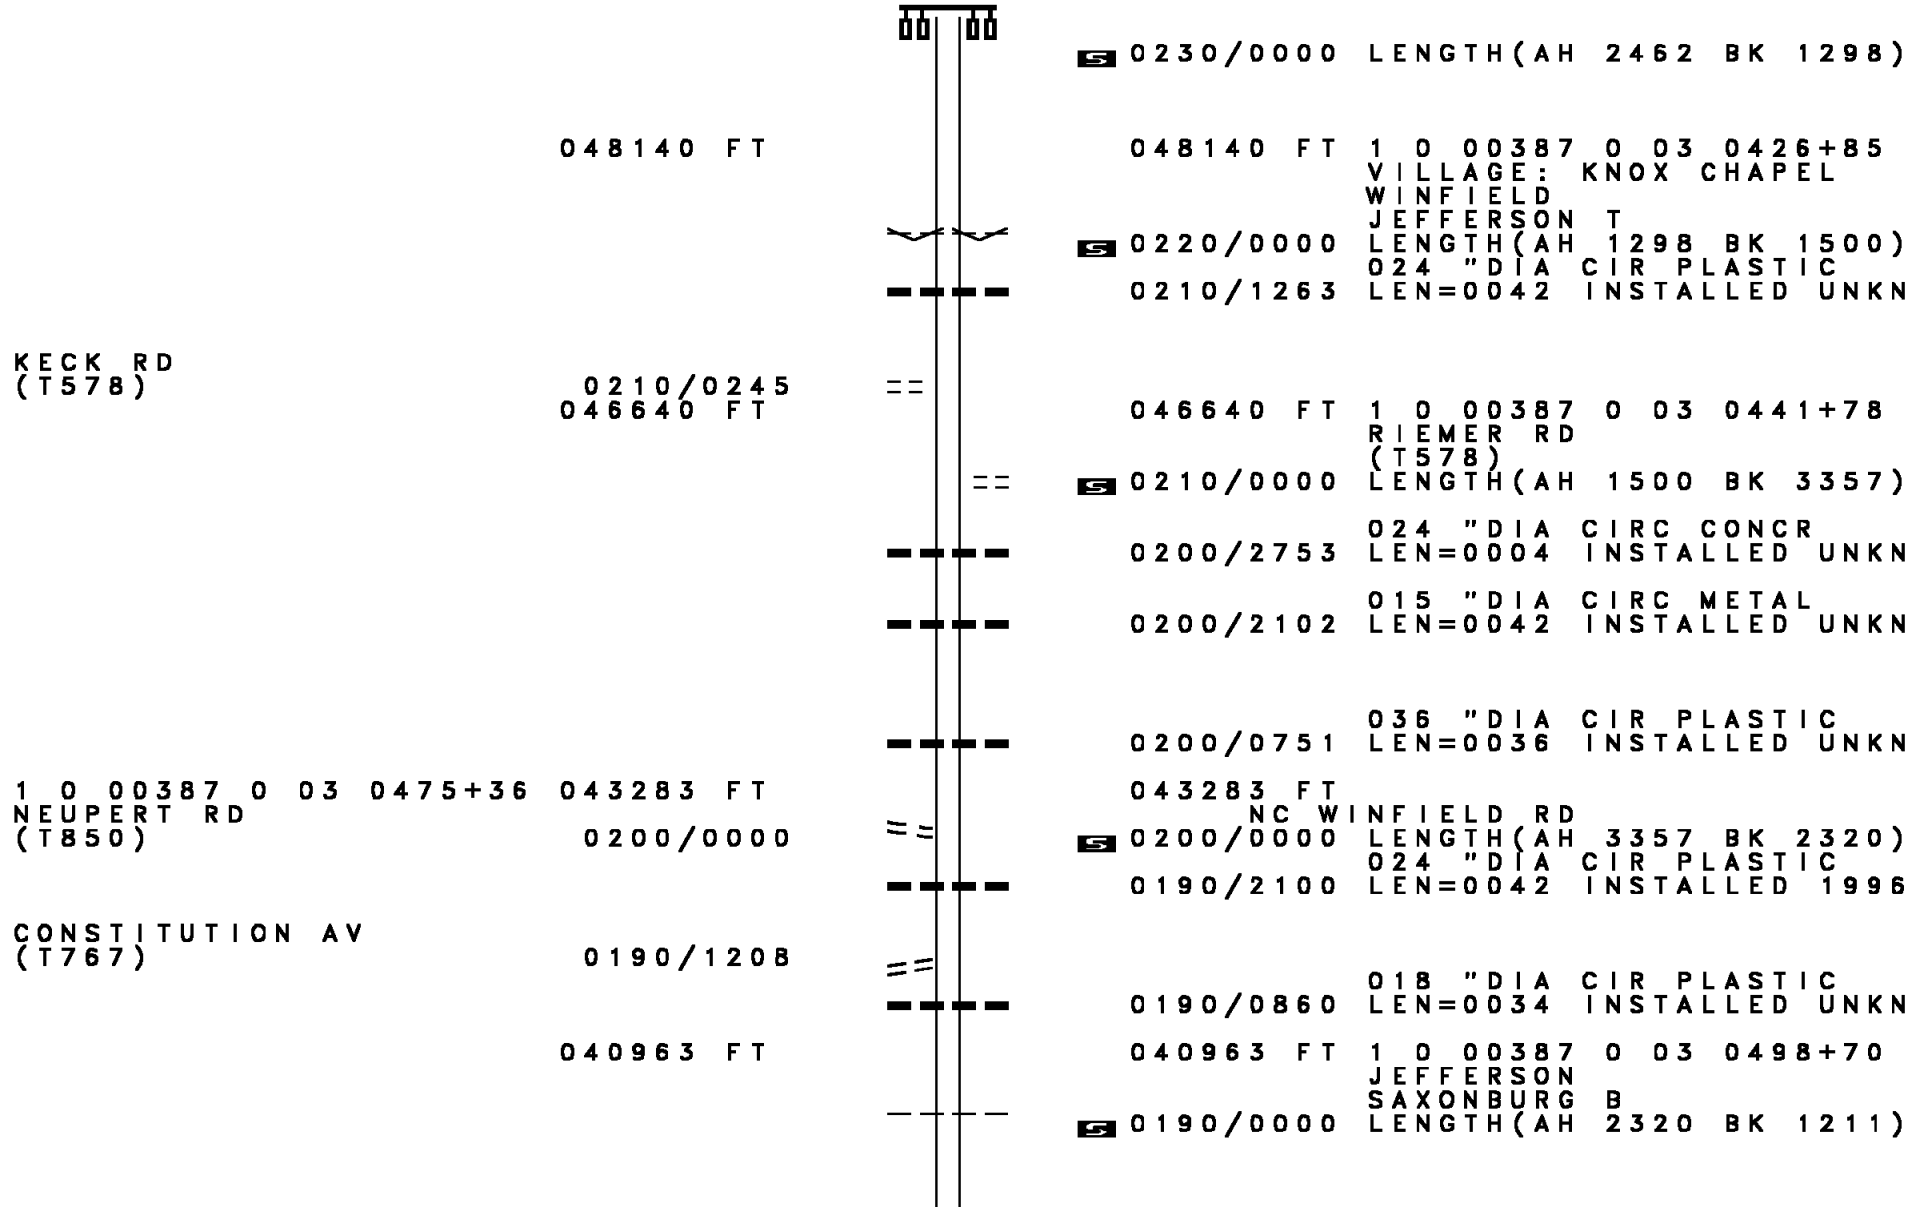 S 0230/0000 LENGTH(AH 2462 BK 1298)
048140 FT 048140 FT 1 0 00387 0 03 0426+85
VILLAGE: KNOX CHAPEL
WINFIELD
JEFFERSON T
S 0220/0000 LENGTH(AH 1298 BK 1500)
024 "DIA CIR PLASTIC
0210/1263 LEN=0042 INSTALLED UNKN
KECK RD
(T578) 0210/0245
046640 FT 046640 FT 1 0 00387 0 03 0441+78
RIEMER RD
(T578)
S 0210/0000 LENGTH(AH 1500 BK 3357)
024 "DIA CIRC CONCR
0200/2753 LEN=0004 INSTALLED UNKN
015 "DIA CIRC METAL
0200/2102 LEN=0042 INSTALLED UNKN
036 "DIA CIR PLASTIC
0200/0751 LEN=0036 INSTALLED UNKN
1 0 00387 0 03 0475+36 043283 FT 043283 FT
NEUPERT RD NC WINFIELD RD
(T850) 0200/0000 S 0200/0000 LENGTH(AH 3357 BK 2320)
024 "DIA CIR PLASTIC
0190/2100 LEN=0042 INSTALLED 1996
CONSTITUTION AV
(T767) 0190/1208
018 "DIA CIR PLASTIC
0190/0860 LEN=0034 INSTALLED UNKN
040963 FT 040963 FT 1 0 00387 0 03 0498+70
JEFFERSON
SAXONBURG B
S 0190/0000 LENGTH(AH 2320 BK 1211)